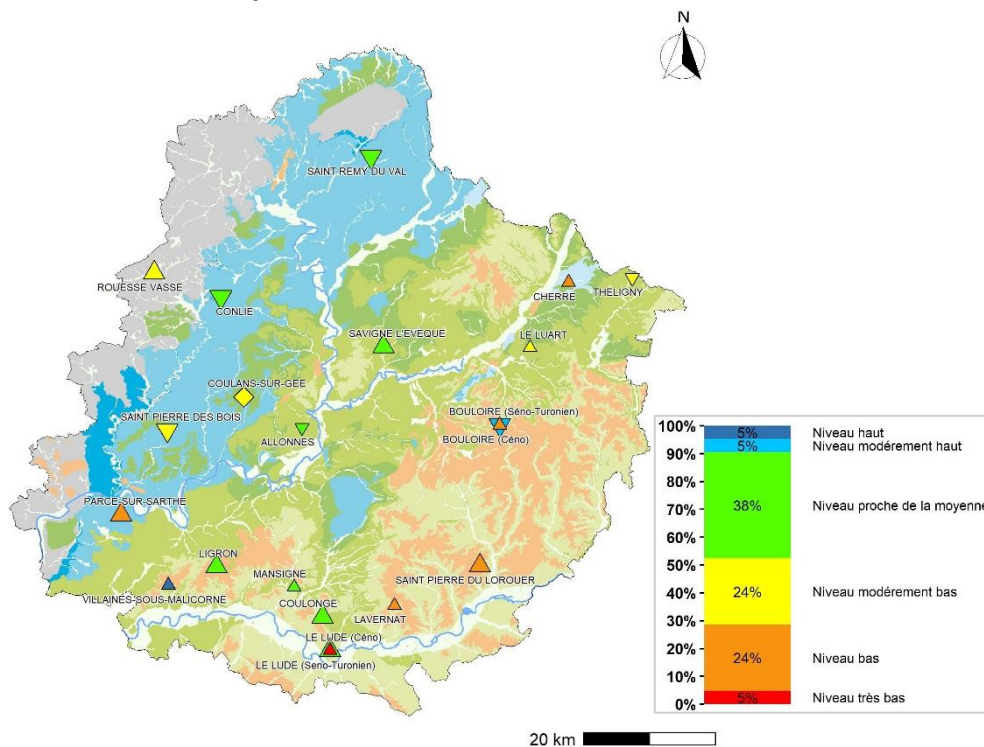 N
SAINT REMY DU VAL
ROUESSE VASSE
CONLIE
CHERRE
THELIGNY
SAVIGNE L'EVEQUE
LE LUART
COULANS-SUR-GEE
SAINT PIERRE DES BOIS
ALLONNES
BOULOIRE (Séno-Turonien)
BOULOIRE (Céno)
PARCE-SUR-SARTHE
LIGRON
MANSIGNE
SAINT PIERRE DU LOROUER
VILLAINES-SOUS-MALICORNE
COULONGE
LAVERNAT
LE LUDE (Céno)
LE LUDE (Seno-Turonien)
100%
90%
80%
70%
60%
50%
40%
30%
20%
10%
0%
5% Niveau haut
5% Niveau modérement haut
38% Niveau proche de la moyenne
24% Niveau modérement bas
24% Niveau bas
5% Niveau très bas
20 km